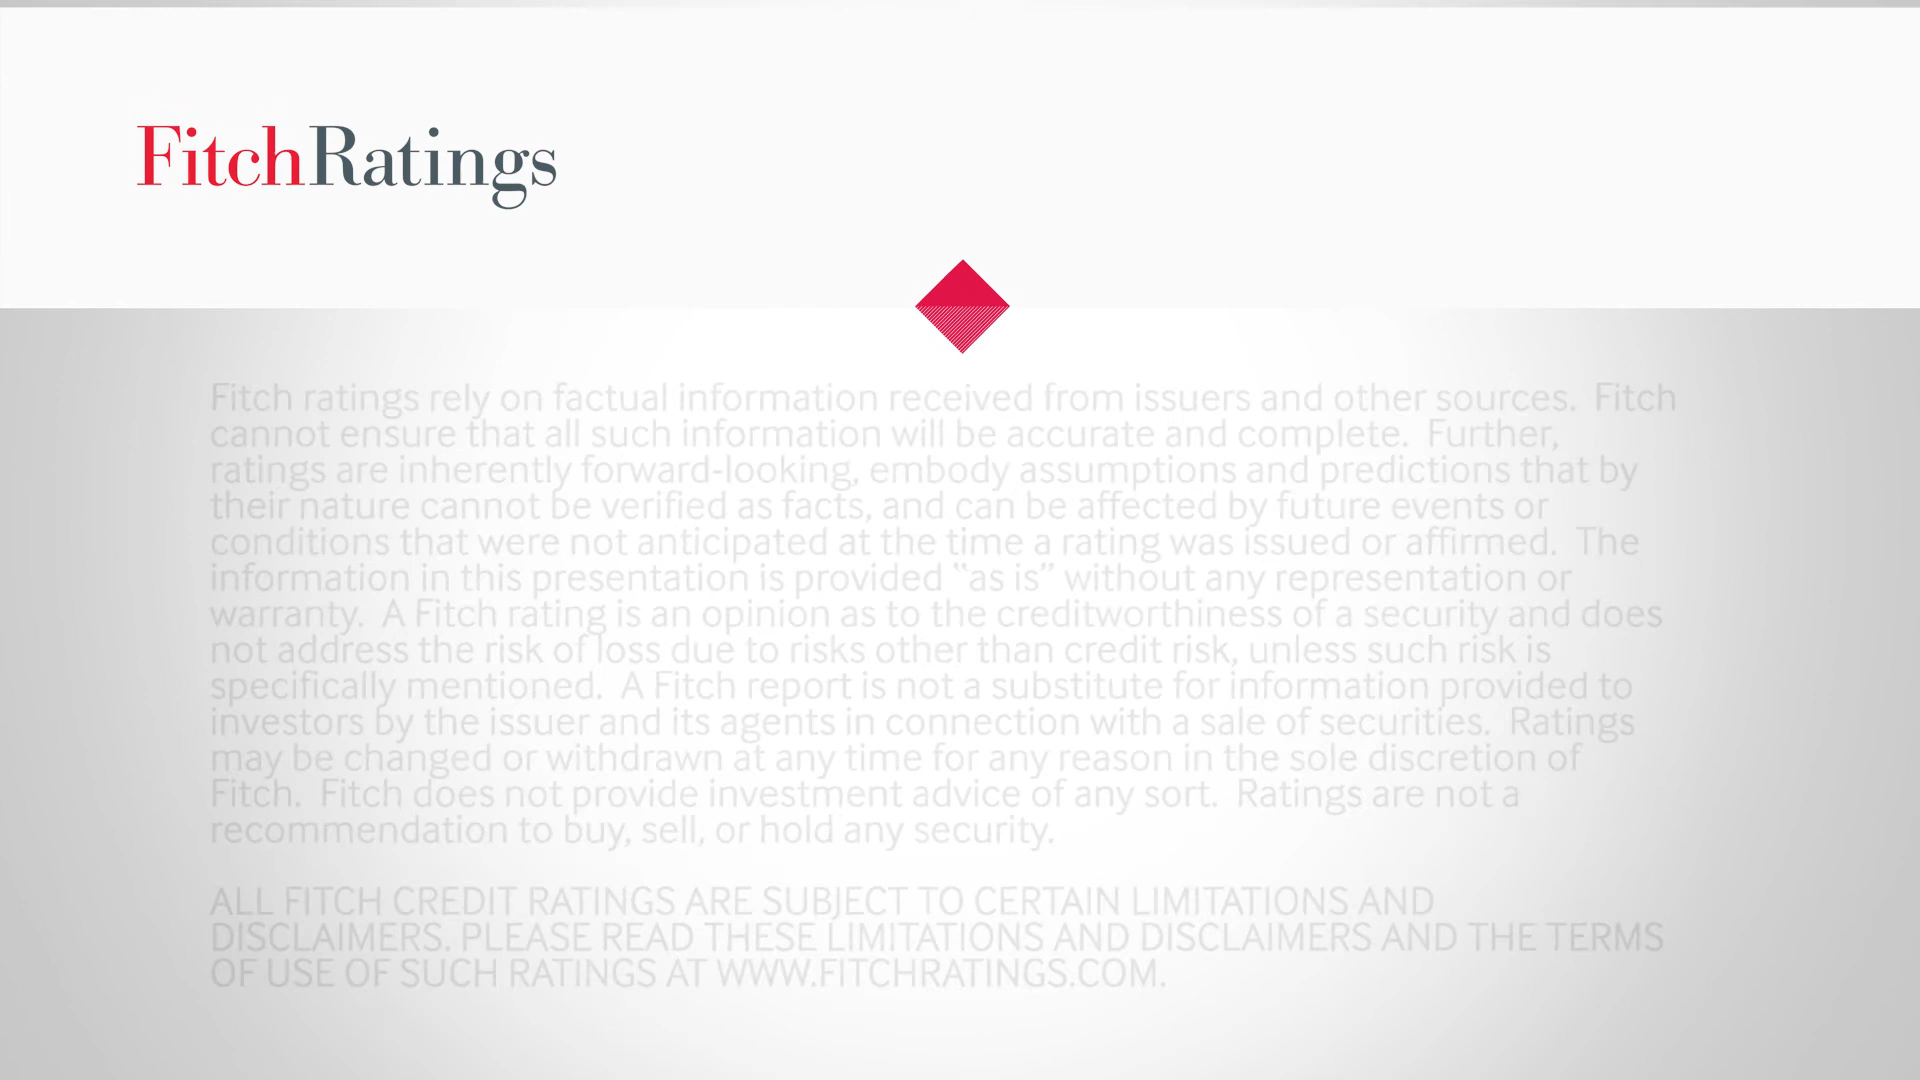 FitchRatings
Fitch ratings rely on factual information received from issuers and other sources.  Fitch
cannot ensure that all such information will be accurate and complete.  Further,
ratings are inherently forward-looking, embody assumptions and predictions that by
their nature cannot be verified as facts, and can be affected by future events or
conditions that were not anticipated at the time a rating was issued or affirmed.  The
information in this presentation is provided “as is” without any representation or
warranty.  A Fitch rating is an opinion as to the creditworthiness of a security and does
not address the risk of loss due to risks other than credit risk, unless such risk is
specifically mentioned.  A Fitch report is not a substitute for information provided to
investors by the issuer and its agents in connection with a sale of securities.  Ratings
may be changed or withdrawn at any time for any reason in the sole discretion of
Fitch.  Fitch does not provide investment advice of any sort.  Ratings are not a
recommendation to buy, sell, or hold any security.
ALL FITCH CREDIT RATINGS ARE SUBJECT TO CERTAIN LIMITATIONS AND
DISCLAIMERS. PLEASE READ THESE LIMITATIONS AND DISCLAIMERS AND THE TERMS
OF USE OF SUCH RATINGS AT WWW.FITCHRATINGS.COM.